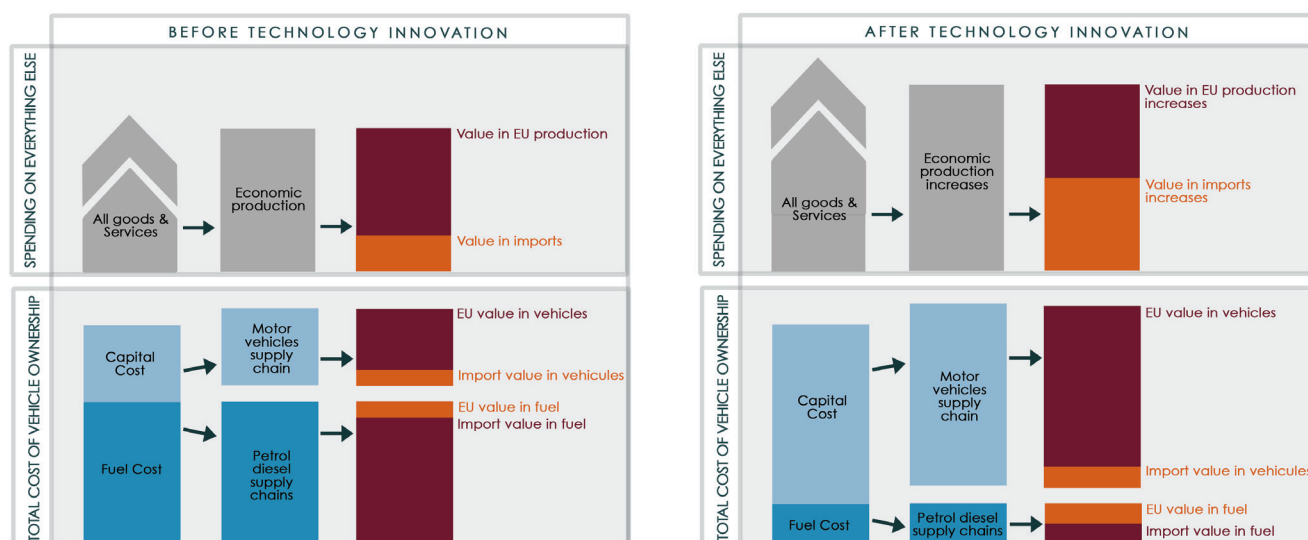 BEFORE TECHNOLOGY INNOVATION
SPENDING ON EVERYTHING ELSE
All goods &
Services
Economic
production
Value in EU production
Value in imports
TOTAL COST OF VEHICLE OWNERSHIP
Capital
Cost
Fuel Cost
Motor
vehicles
supply
chain
Petrol
diesel
supply
chains
EU value in vehicles
Import value in vehicules
EU value in fuel
Import value in fuel
AFTER TECHNOLOGY INNOVATION
SPENDING ON EVERYTHING ELSE
All goods &
Services
Economic
production
increases
Value in EU production
increases
Value in imports
increases
TOTAL COST OF VEHICLE OWNERSHIP
Capital
Cost
Fuel Cost
Motor
vehicles
supply
chain
Petrol diesel
supply chains
EU value in vehicles
Import value in vehicules
EU value in fuel
Import value in fuel